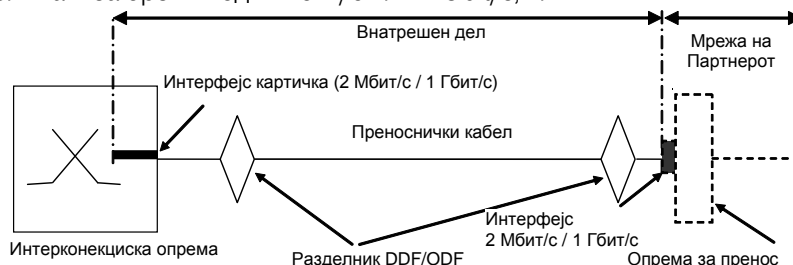 Внатрешен дел
Мрежа на
Партнерот
Интерфејс картичка (2 Мбит/с / 1 Гбит/с)
Преноснички кабел
Интерфејс
2 Мбит/с / 1 Гбит/с
Интерконекциска опрема
Разделник DDF/ODF
Опрема за пренос